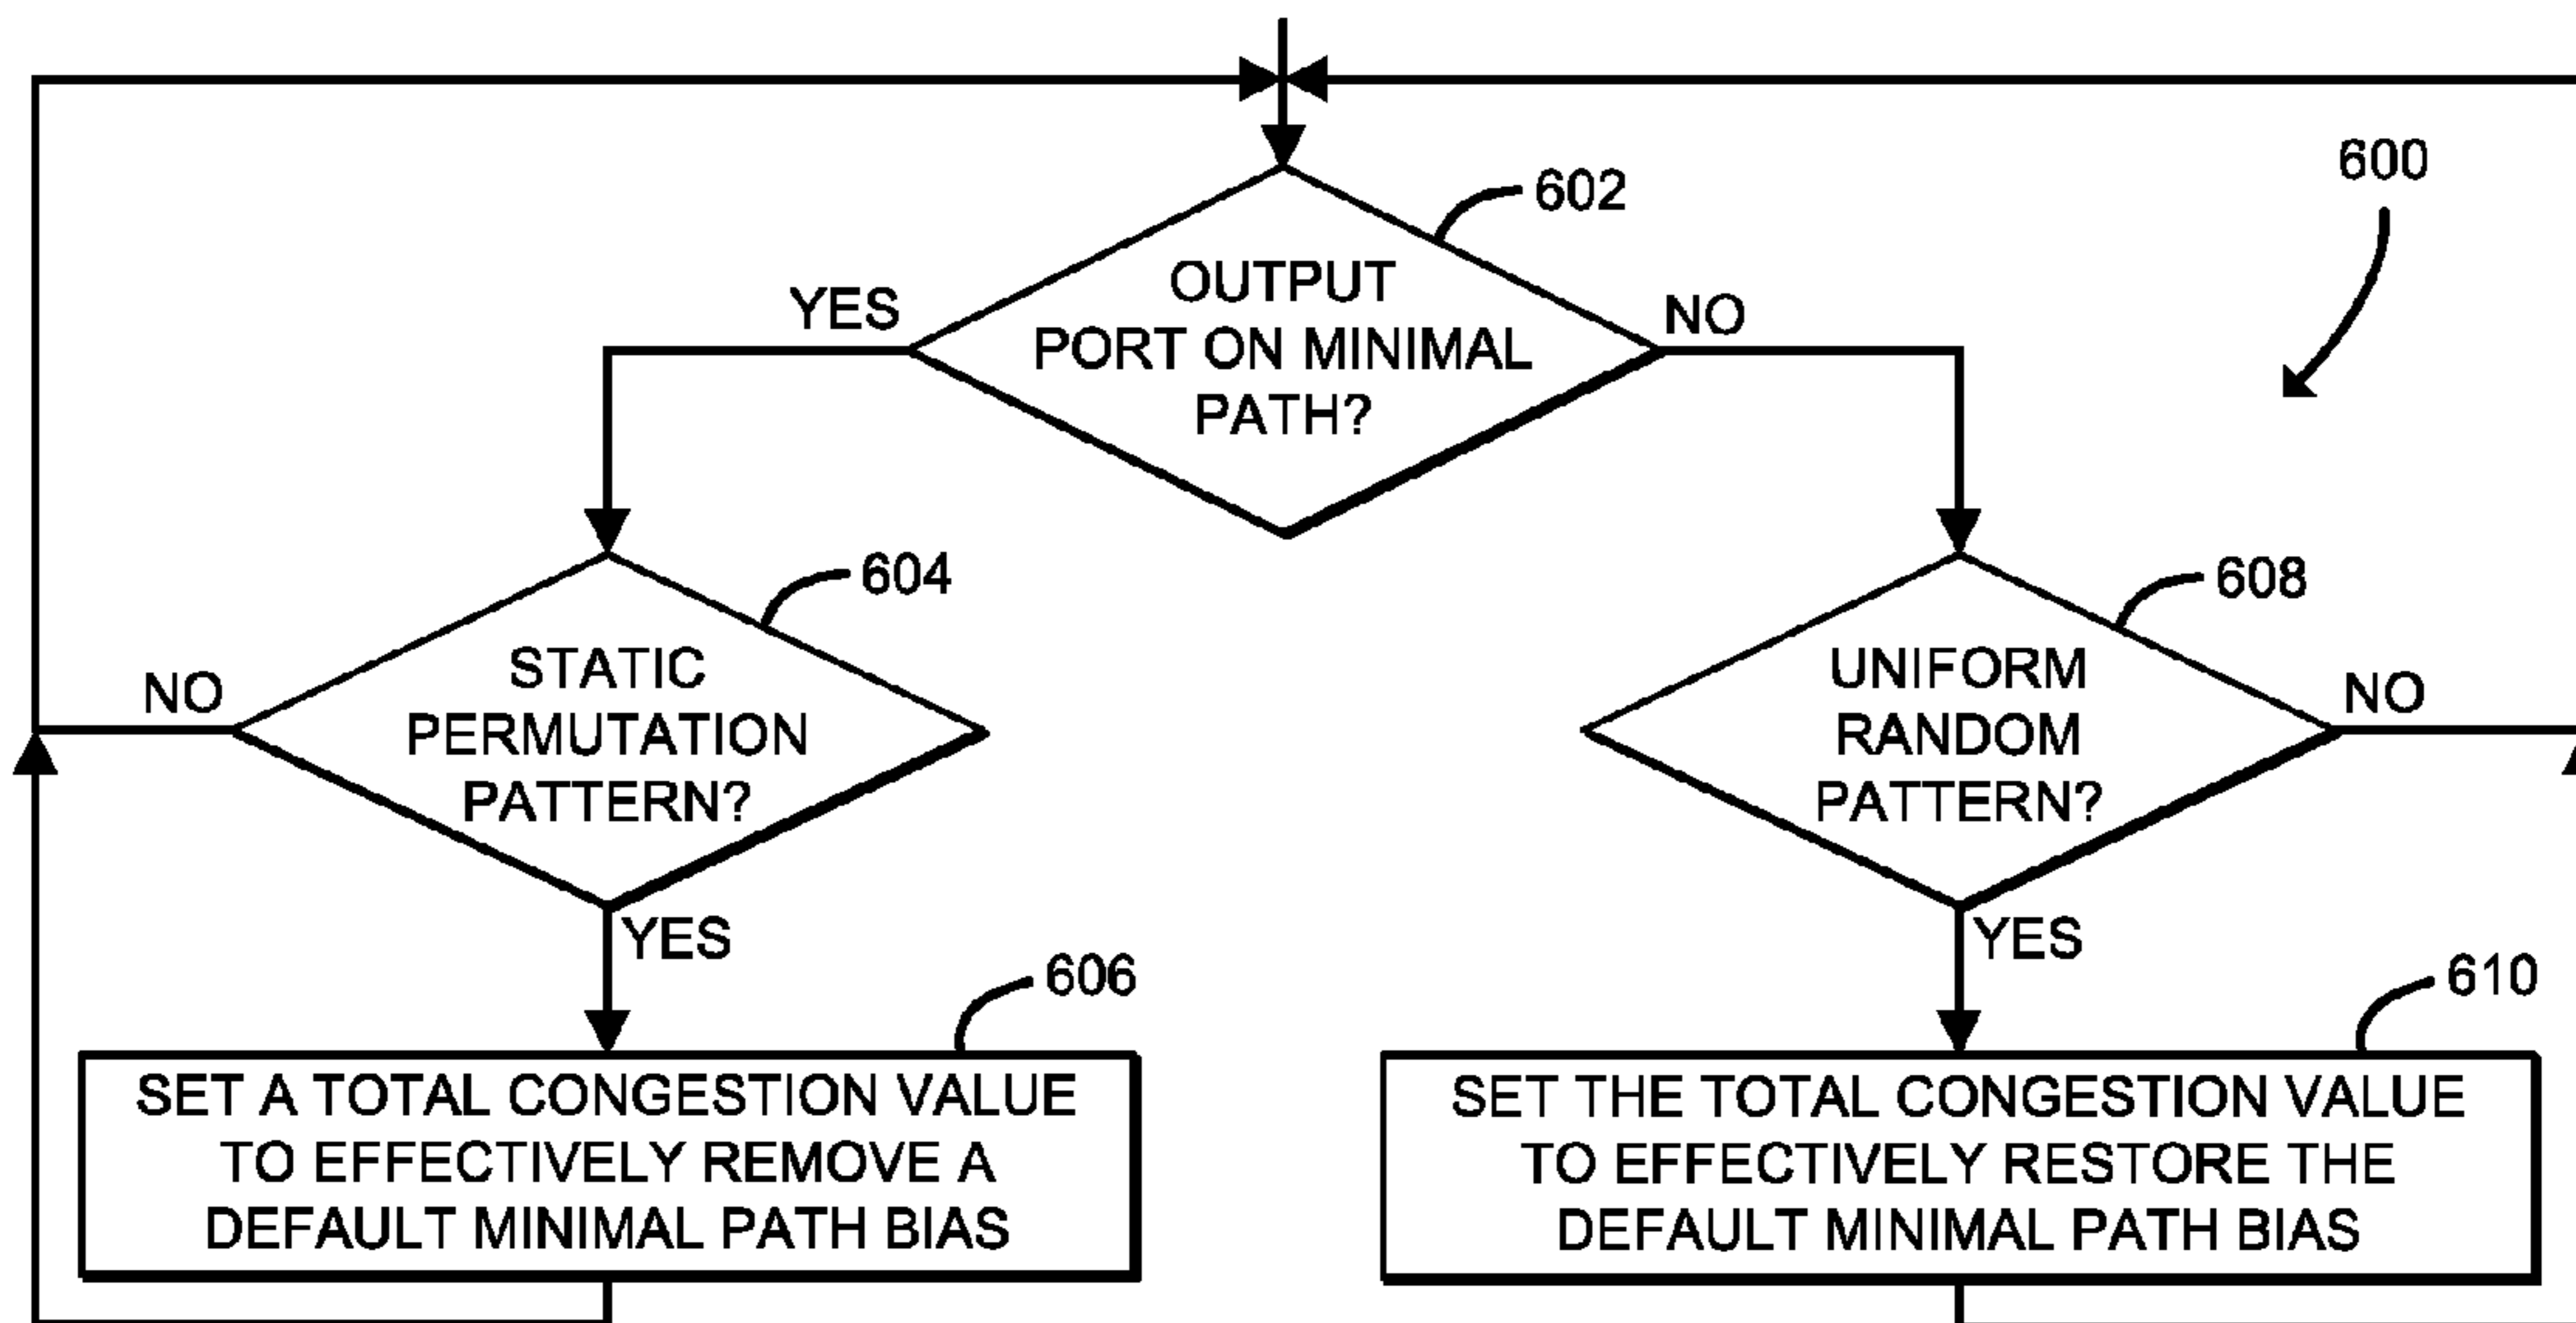 600
602
OUTPUT
PORT ON MINIMAL
PATH?
YES
NO
604
STATIC
PERMUTATION
PATTERN?
NO
YES
608
UNIFORM
RANDOM
PATTERN?
NO
YES
606
SET A TOTAL CONGESTION VALUE
TO EFFECTIVELY REMOVE A
DEFAULT MINIMAL PATH BIAS
610
SET THE TOTAL CONGESTION VALUE
TO EFFECTIVELY RESTORE THE
DEFAULT MINIMAL PATH BIAS